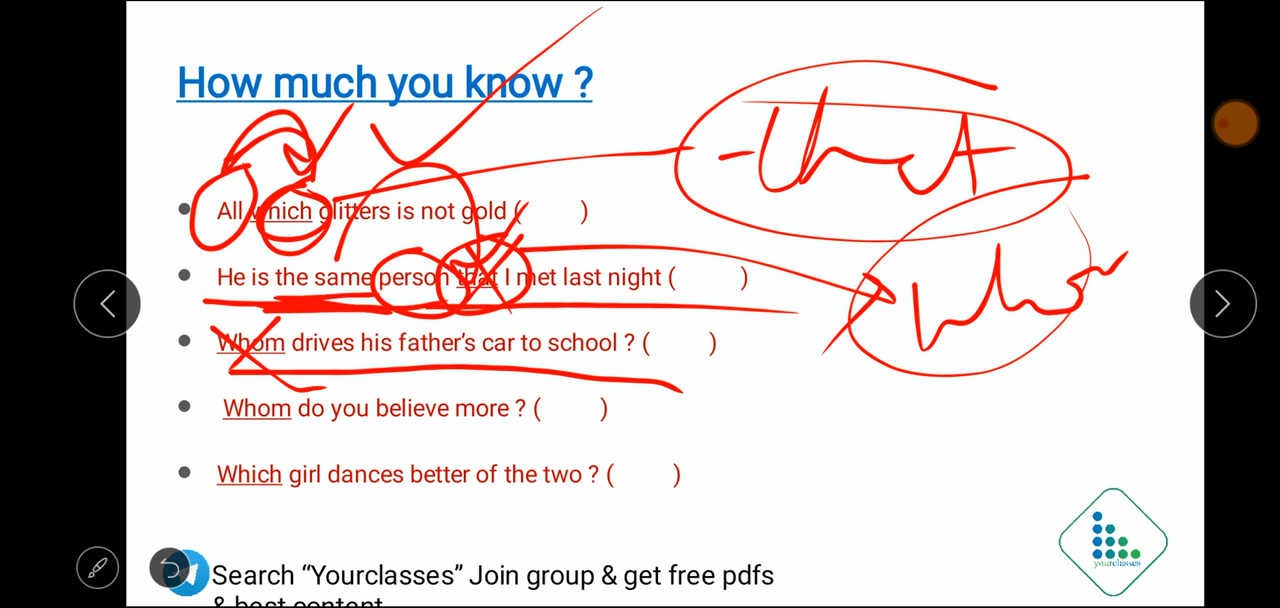 How much you know ?
that
All which glitters is not gold ( )
He is the same person that I met last night ( )
who
Whom drives his father's car to school ? ( )
Whom do you believe more ? ( )
Which girl dances better of the two ? ( )
yourclasses
Search “Yourclasses” Join group & get free pdfs
& best content